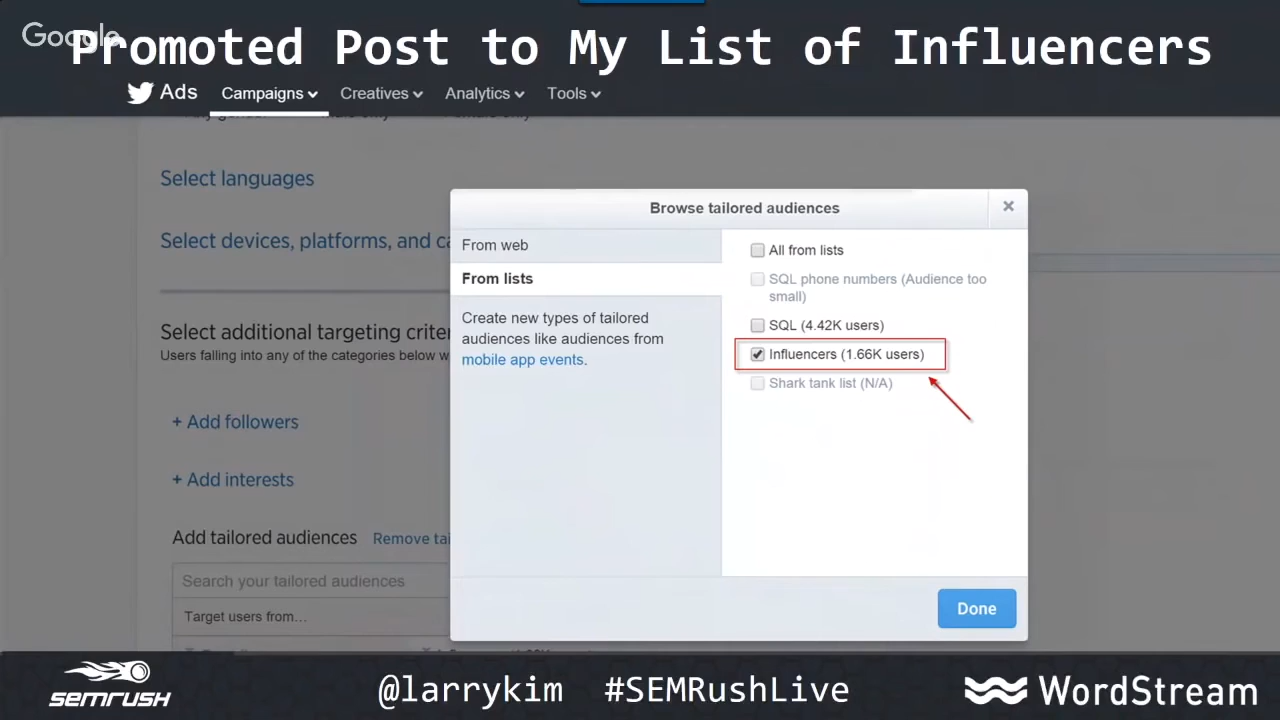 Google
Promoted Post to My List of Influencers
Ads Campaigns Creatives Analytics Tools
Select languages
Select devices, platforms, and
Select additional targeting
Users falling into any of the categories below
+ Add followers
+ Add interests
Add tailored audiences Remove
Search your tailored audiences
Target users from...
Browse tailored audiences
From web
From lists
Create new types of tailored
audiences like audiences from
mobile app events.
All from lists
SQL phone numbers (Audience too
small)
SQL (4.42K users)
Influencers (1.66K users)
Shark tank list (N/A)
Done
SEMRUSH @larrykim #SEMRushLive WordStream